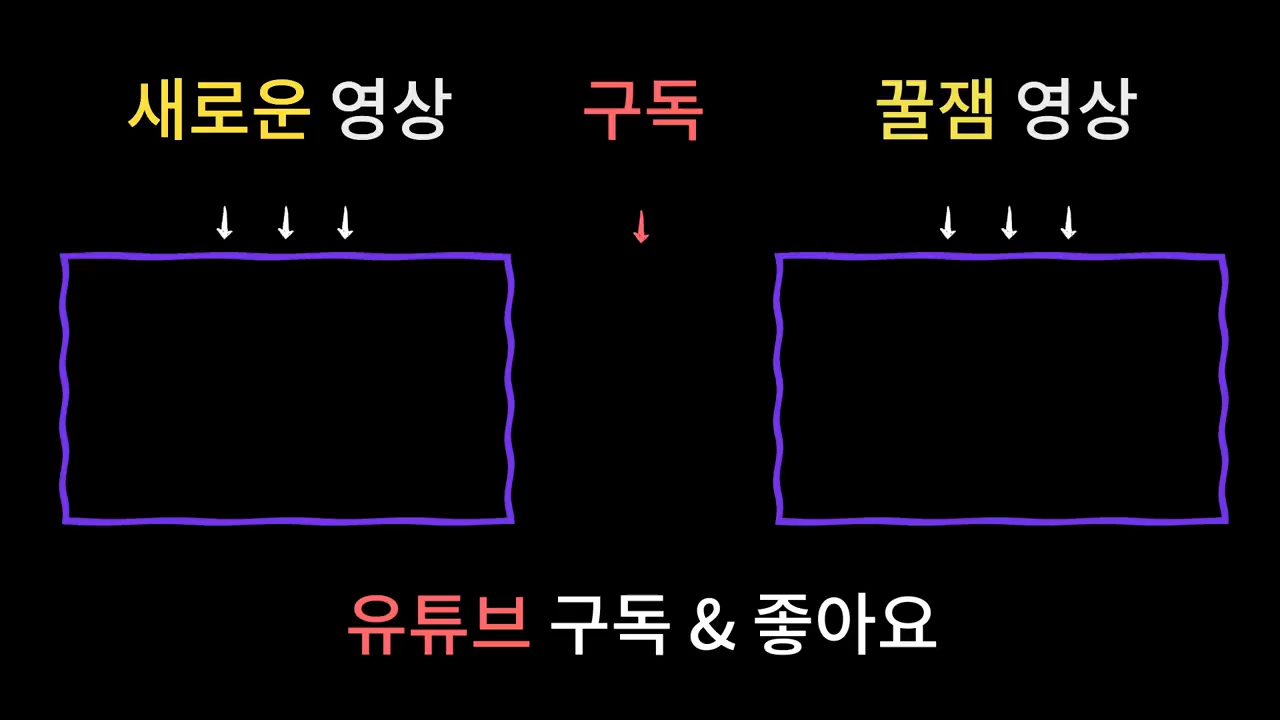 새로운 영상
구독
꿀잼 영상
유튜브 구독 & 좋아요